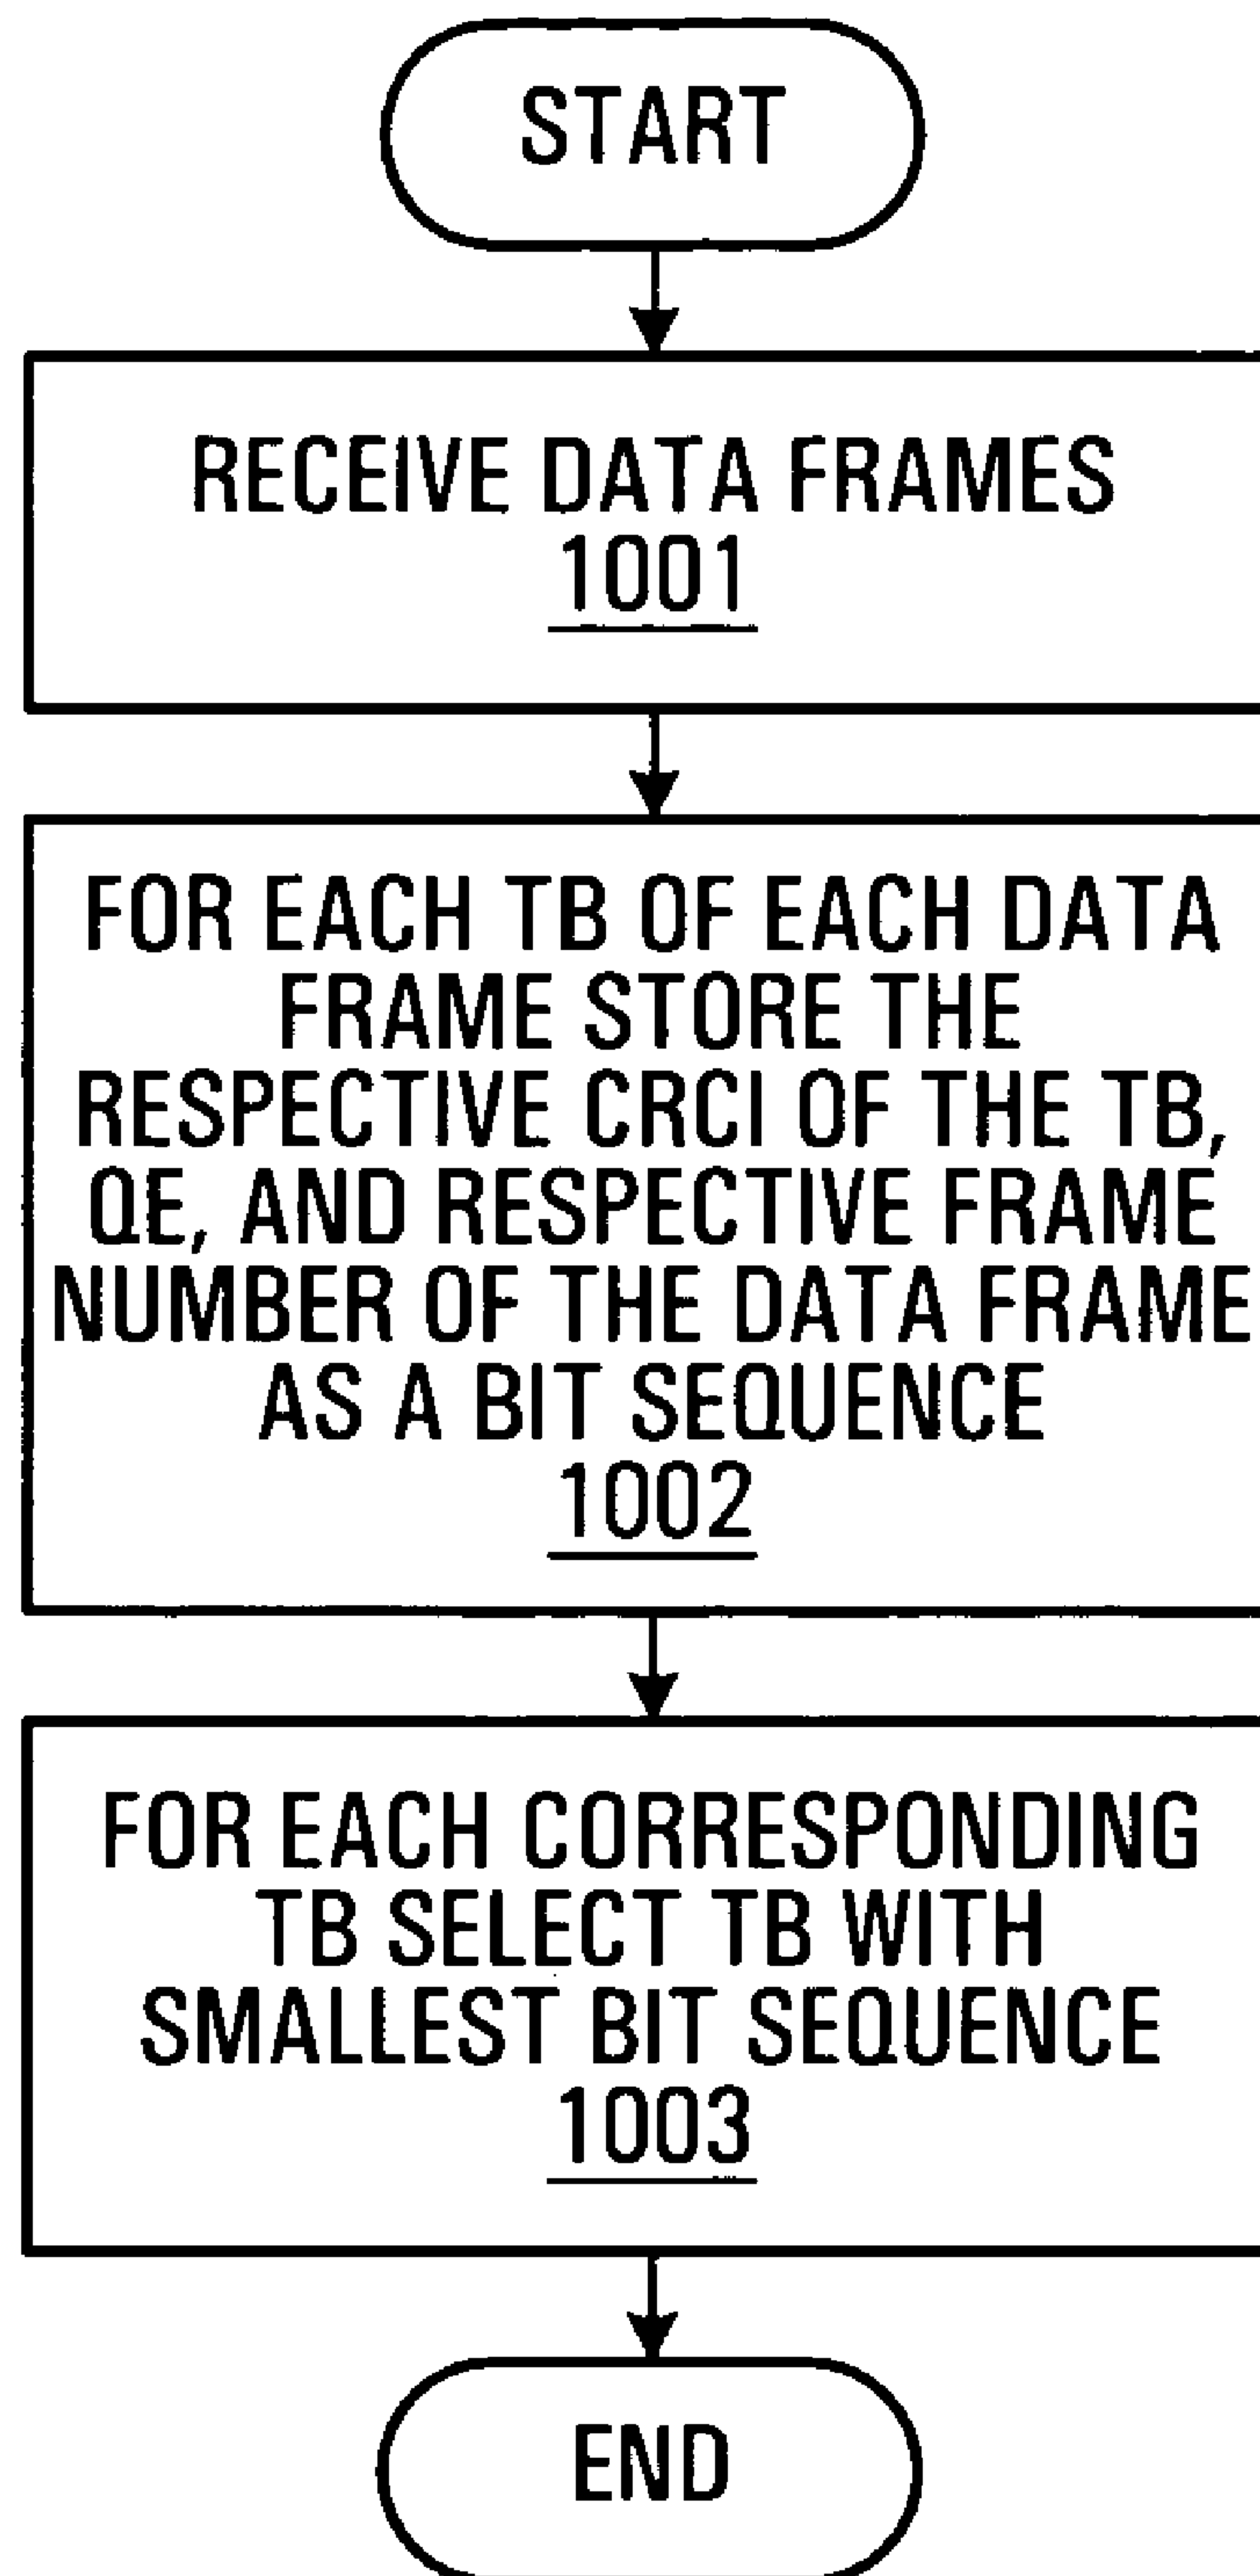 START
RECEIVE DATA FRAMES
1001
FOR EACH TB OF EACH DATA
FRAME STORE THE
RESPECTIVE CRCI OF THE TB,
QE, AND RESPECTIVE FRAME
NUMBER OF THE DATA FRAME
AS A BIT SEQUENCE
1002
FOR EACH CORRESPONDING
TB SELECT TB WITH
SMALLEST BIT SEQUENCE
1003
END